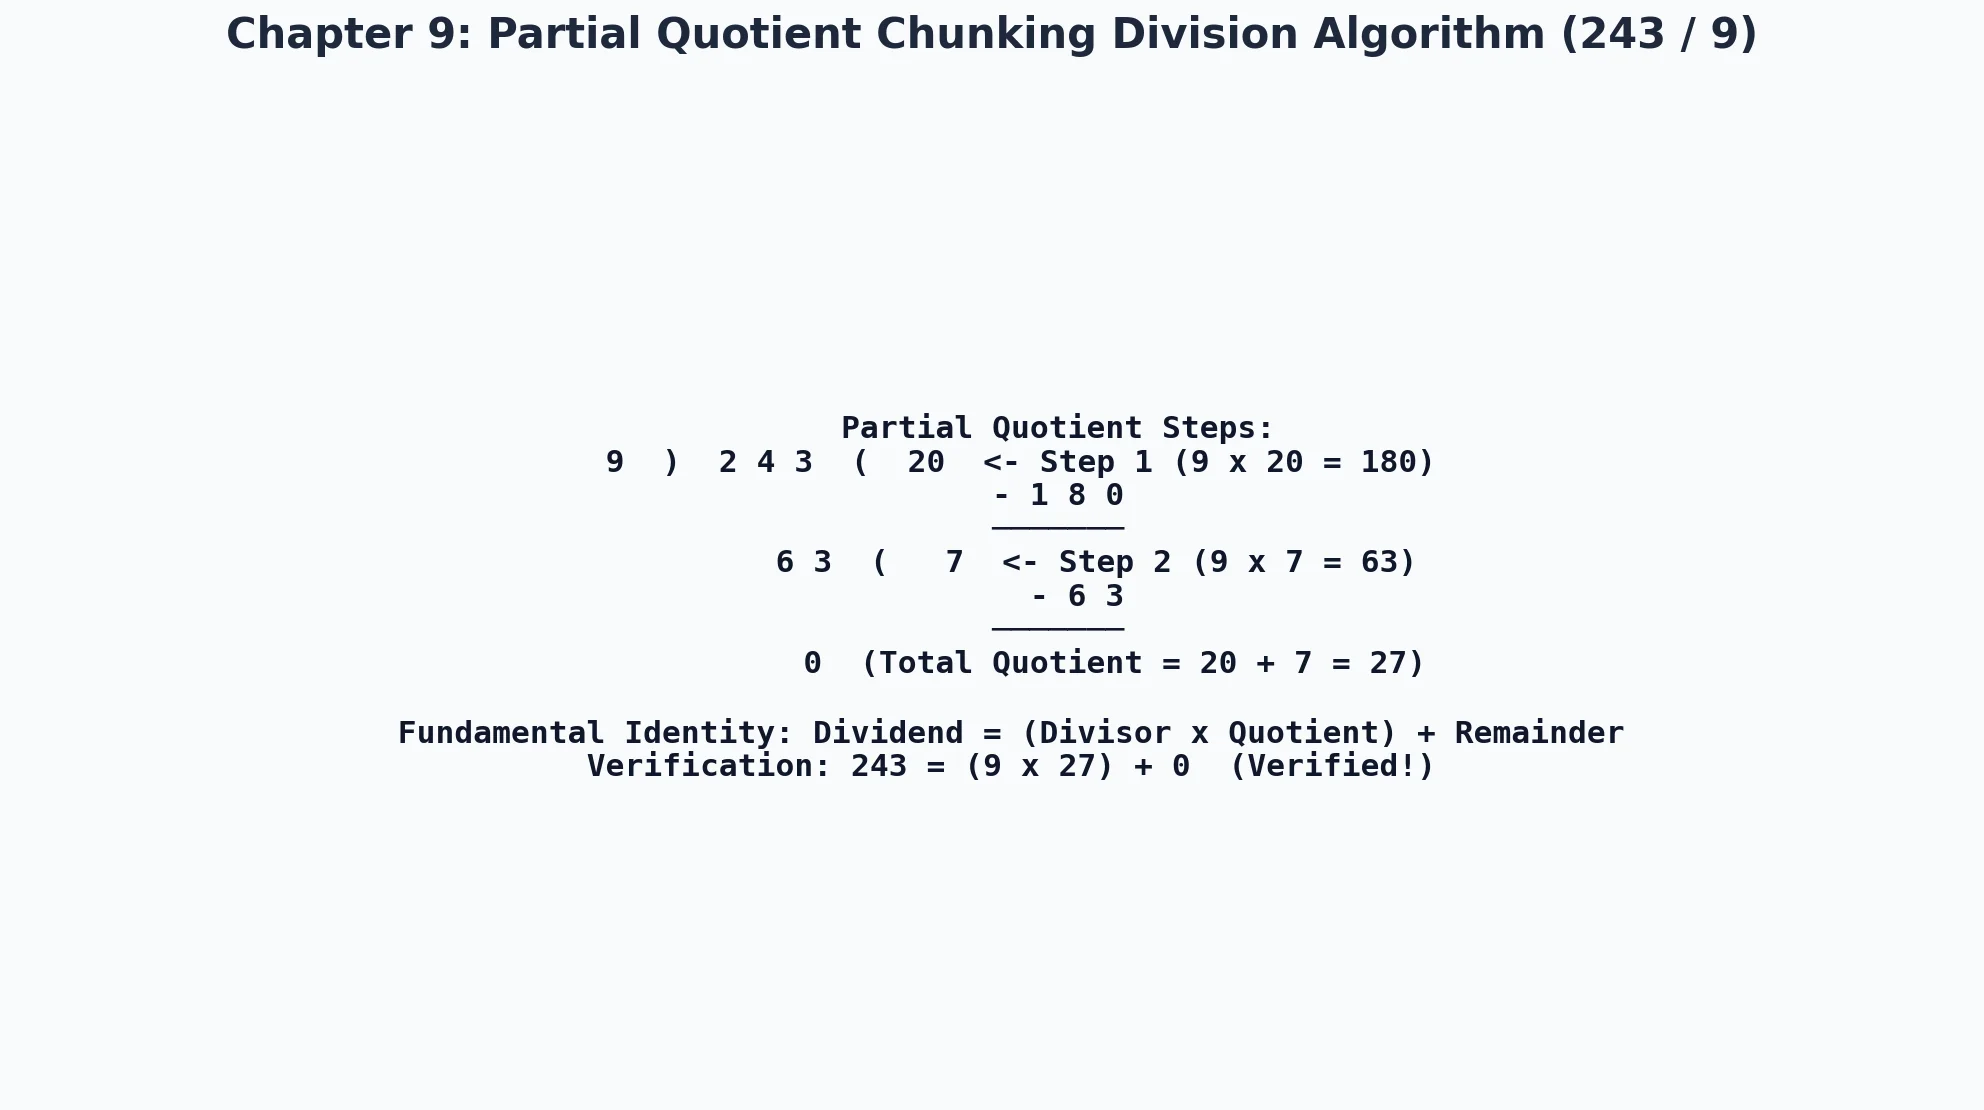 Chapter 9: Partial Quotient Chunking Division Algorithm (243 / 9)
Partial Quotient Steps:
9  )  2 4 3  (  20  <- Step 1 (9 x 20 = 180)
- 1 8 0
───────
6 3  (   7  <- Step 2 (9 x 7 = 63)
- 6 3
───────
0  (Total Quotient = 20 + 7 = 27)
Fundamental Identity: Dividend = (Divisor x Quotient) + Remainder
Verification: 243 = (9 x 27) + 0  (Verified!)